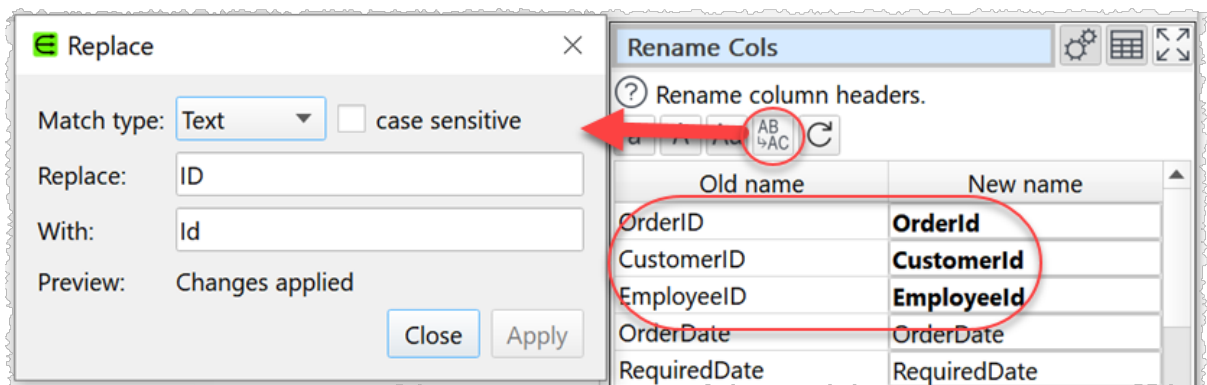 Replace
Match type: Text case sensitive
Replace: ID
With: Id
Preview: Changes applied
Close Apply
Rename Cols
? Rename column headers.
a A Aa AB ↳AC
Old name New name
OrderID OrderId
CustomerID CustomerId
EmployeeID EmployeeId
OrderDate OrderDate
RequiredDate RequiredDate